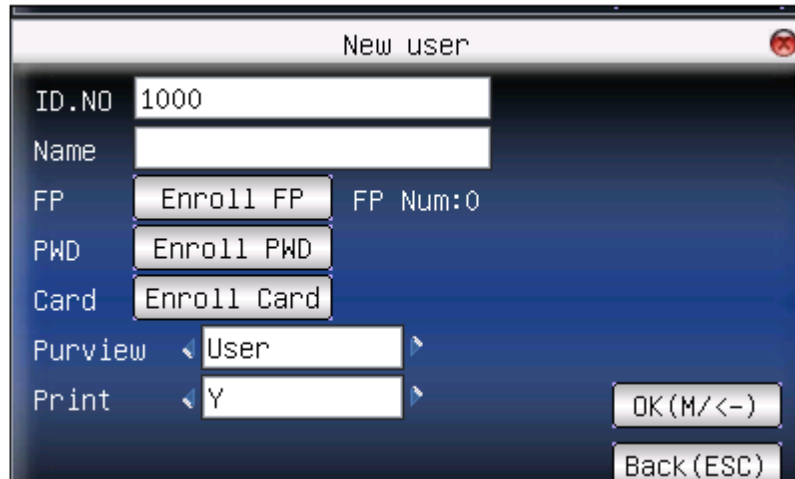 New user
ID.NO 1000
Name
FP Enroll FP FP Num:0
PWD Enroll PWD
Card Enroll Card
Purview User
Print Y
OK(M/<-)
Back(ESC)